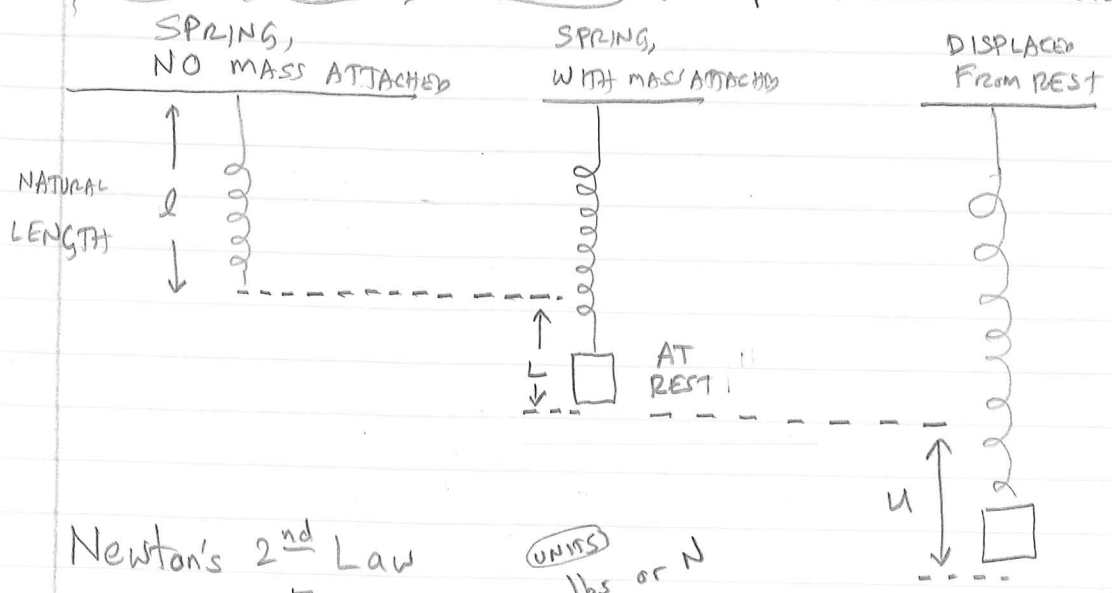 SPRING,
NO MASS ATTACHED
SPRING,
WITH MASS ATTACHED
DISPLACED
FROM REST
NATURAL
LENGTH
l
L
AT
REST
u
Newton's 2nd Law
UNITS
lbs or N